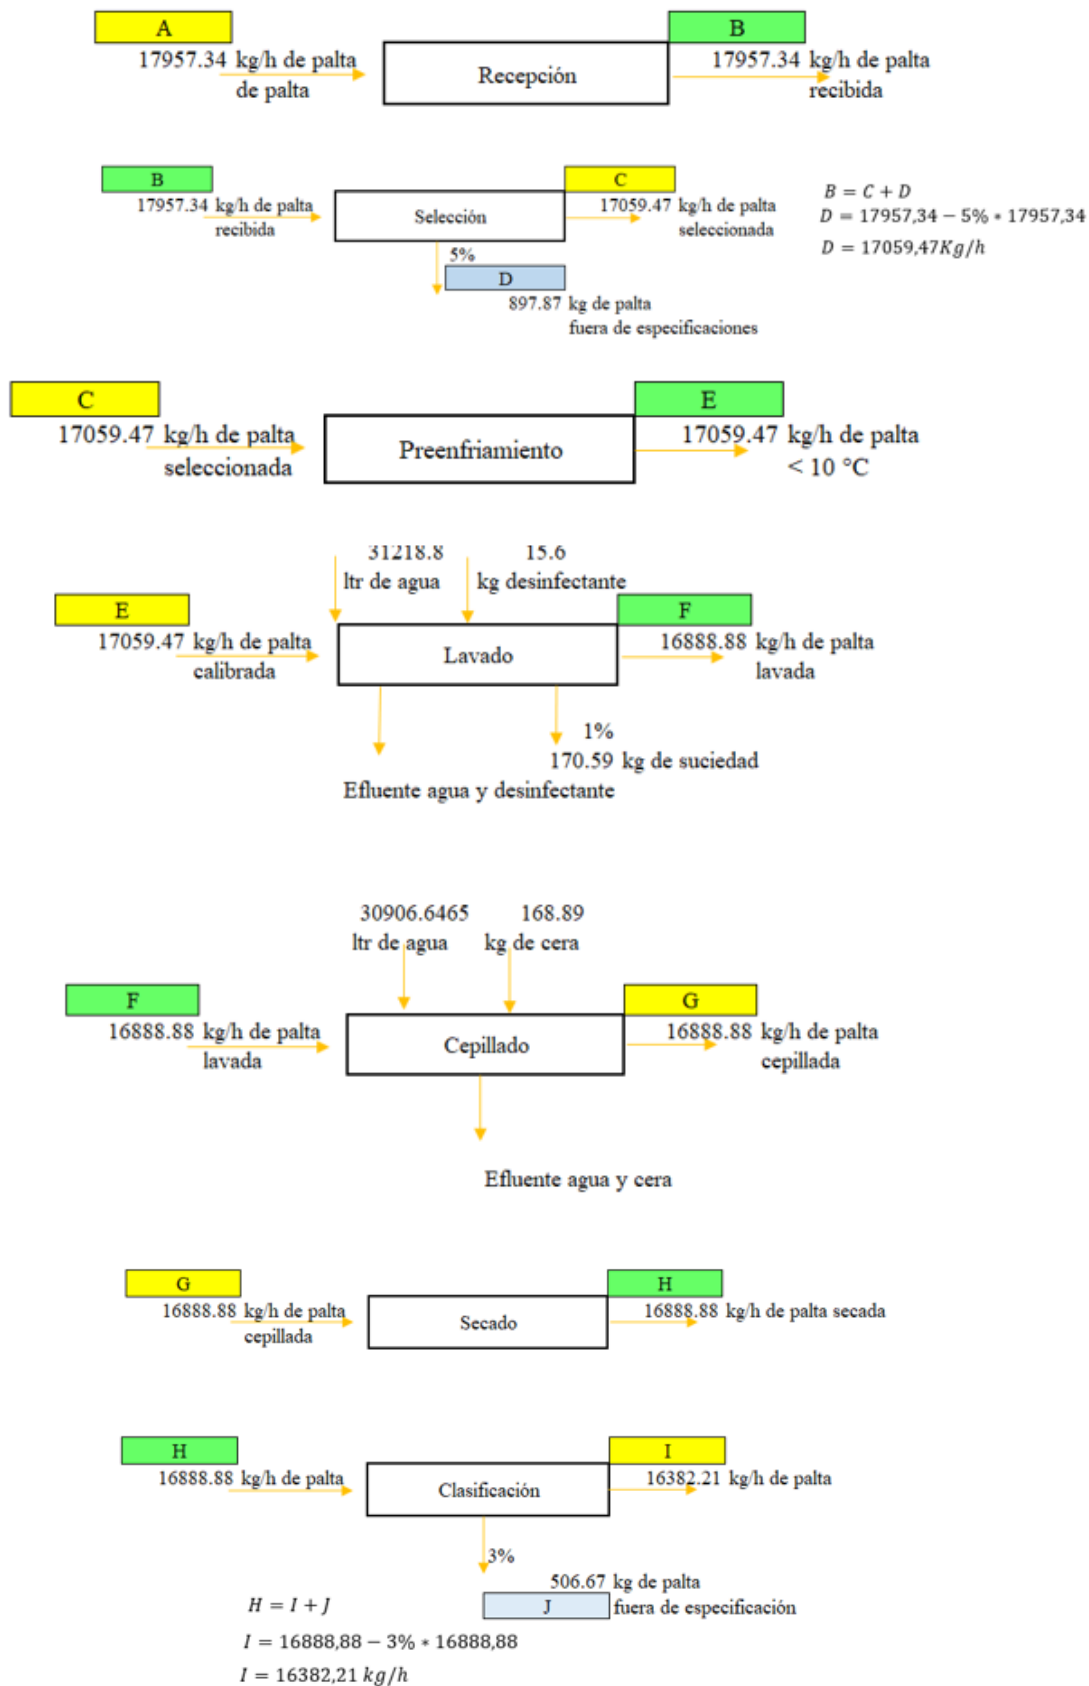 A
B
17957.34 kg/h de palta
de palta
Recepción
17957.34 kg/h de palta
recibida
B
C
17957.34 kg/h de palta
recibida
Selección
17059.47 kg/h de palta
seleccionada
5%
D
897.87 kg de palta
fuera de especificaciones
B = C + D
D = 17957,34 − 5% * 17957,34
D = 17059,47Kg/h
C
E
17059.47 kg/h de palta
seleccionada
Preenfriamiento
17059.47 kg/h de palta
< 10 °C
31218.8 15.6
ltr de agua kg desinfectante
E
F
17059.47 kg/h de palta
calibrada
Lavado
16888.88 kg/h de palta
lavada
1%
170.59 kg de suciedad
Efluente agua y desinfectante
30906.6465 168.89
ltr de agua kg de cera
F
G
16888.88 kg/h de palta
lavada
Cepillado
16888.88 kg/h de palta
cepillada
Efluente agua y cera
G
H
16888.88 kg/h de palta
cepillada
Secado
16888.88 kg/h de palta secada
H
I
16888.88 kg/h de palta
Clasificación
16382.21 kg/h de palta
3%
506.67 kg de palta
J
fuera de especificación
H = I + J
I = 16888,88 − 3% * 16888,88
I = 16382,21 kg/h